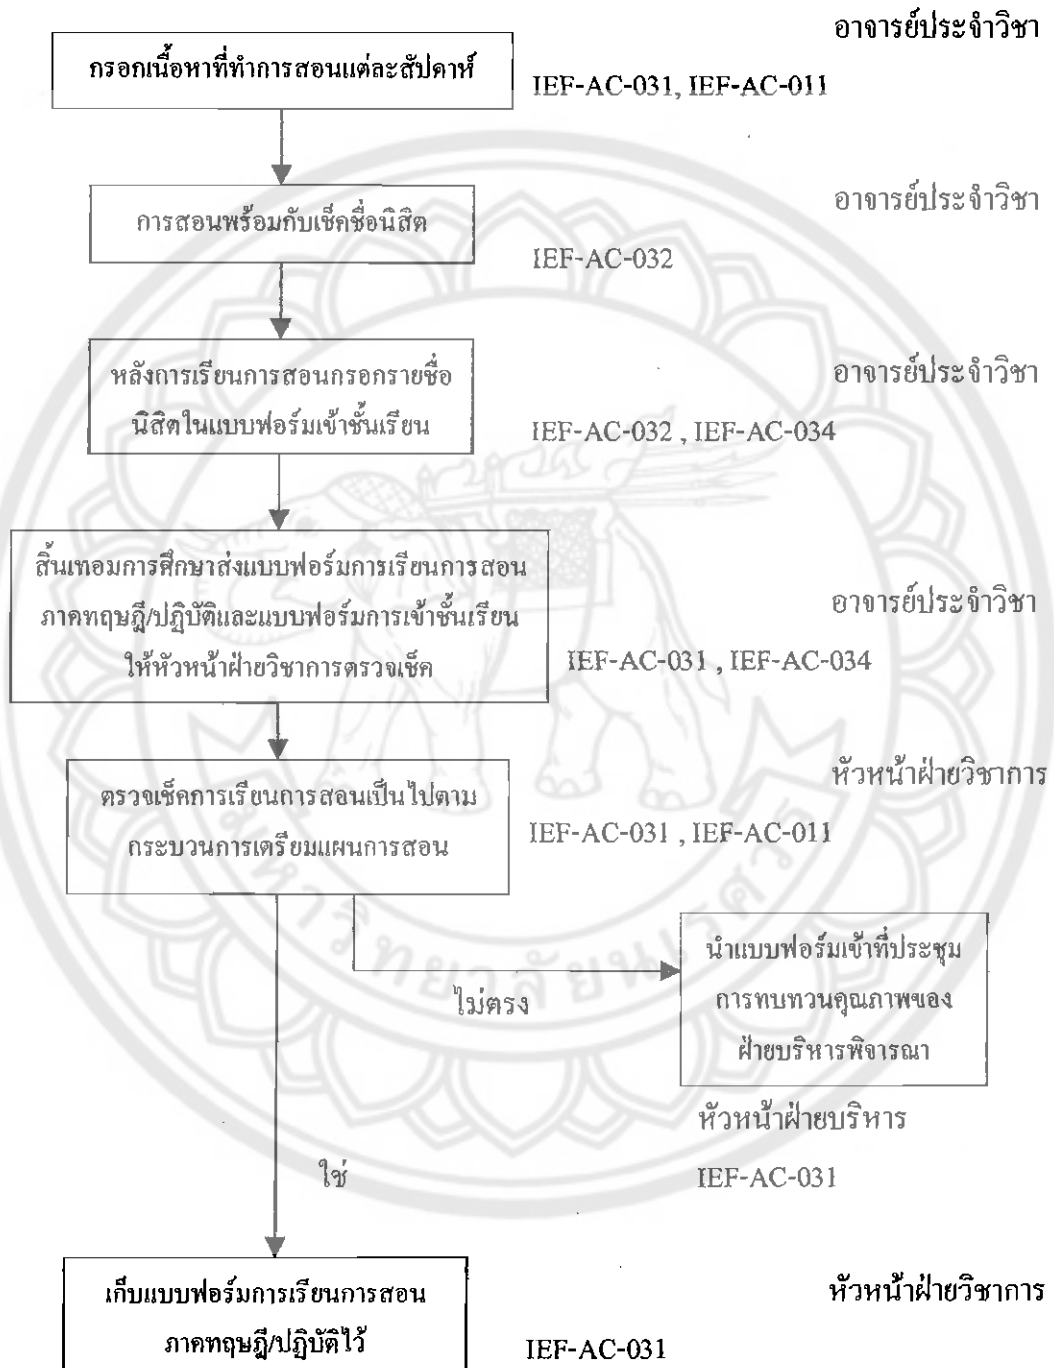 อาจารย์ประจำวิชา
กรอกเนื้อหาที่ทำการสอนแต่ละสัปดาห์
IEF-AC-031, IEF-AC-011
อาจารย์ประจำวิชา
การสอนพร้อมกับเช็คชื่อนิสิต
IEF-AC-032
อาจารย์ประจำวิชา
หลังการเรียนการสอนกรอกรายชื่อ
นิสิตในแบบฟอร์มเข้าชั้นเรียน
IEF-AC-032 , IEF-AC-034
สิ้นเทอมการศึกษาส่งแบบฟอร์มการเรียนการสอน
ภาคทฤษฎี/ปฏิบัติและแบบฟอร์มการเข้าชั้นเรียน
ให้หัวหน้าฝ่ายวิชาการตรวจเช็ค
อาจารย์ประจำวิชา
IEF-AC-031 , IEF-AC-034
หัวหน้าฝ่ายวิชาการ
ตรวจเช็คการเรียนการสอนเป็นไปตาม
กระบวนการเตรียมแผนการสอน
IEF-AC-031 , IEF-AC-011
ไม่ตรง
นำแบบฟอร์มเข้าที่ประชุม
การทบทวนคุณภาพของ
ฝ่ายบริหารพิจารณา
หัวหน้าฝ่ายบริหาร
IEF-AC-031
ใช่
เก็บแบบฟอร์มการเรียนการสอน
ภาคทฤษฎี/ปฏิบัติไว้
หัวหน้าฝ่ายวิชาการ
IEF-AC-031
มหาวิทยาลัยนเรศวร